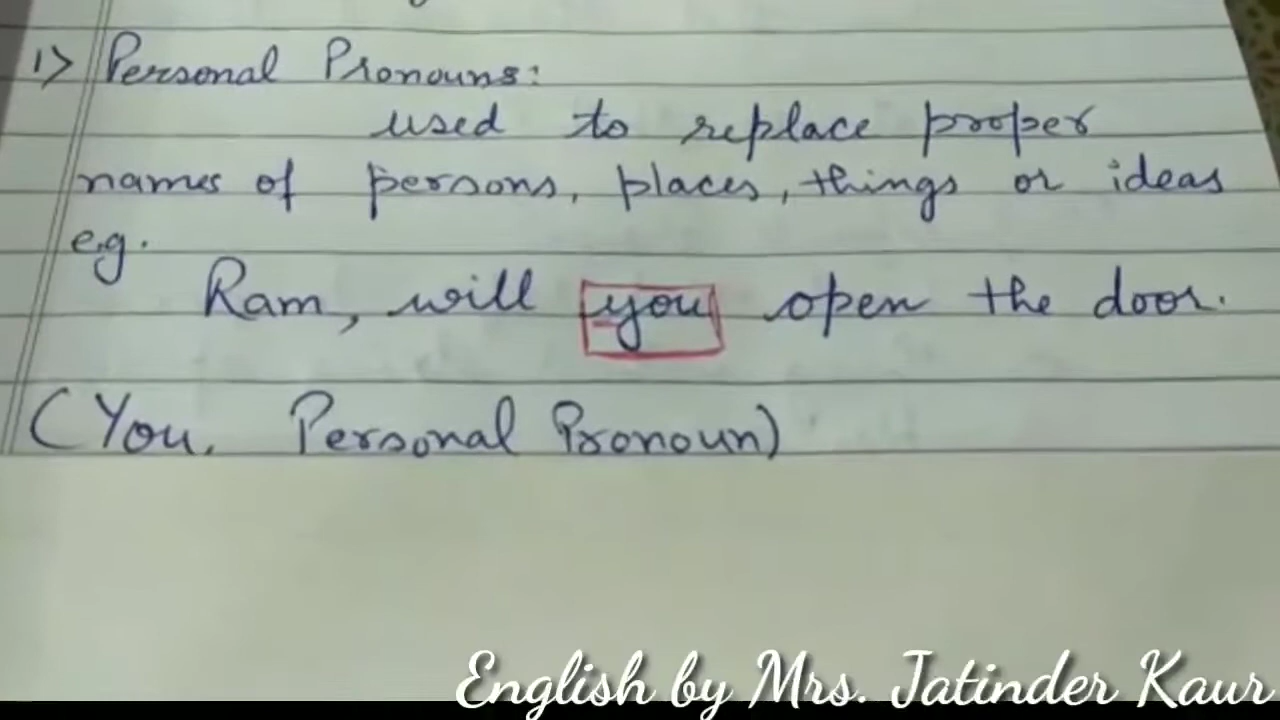 1> Personal Pronouns:
used to replace proper
names of persons, places, things or ideas
e.g.
Ram, will you open the door.
(You, Personal Pronoun)
English by Mrs. Jatinder Kaur